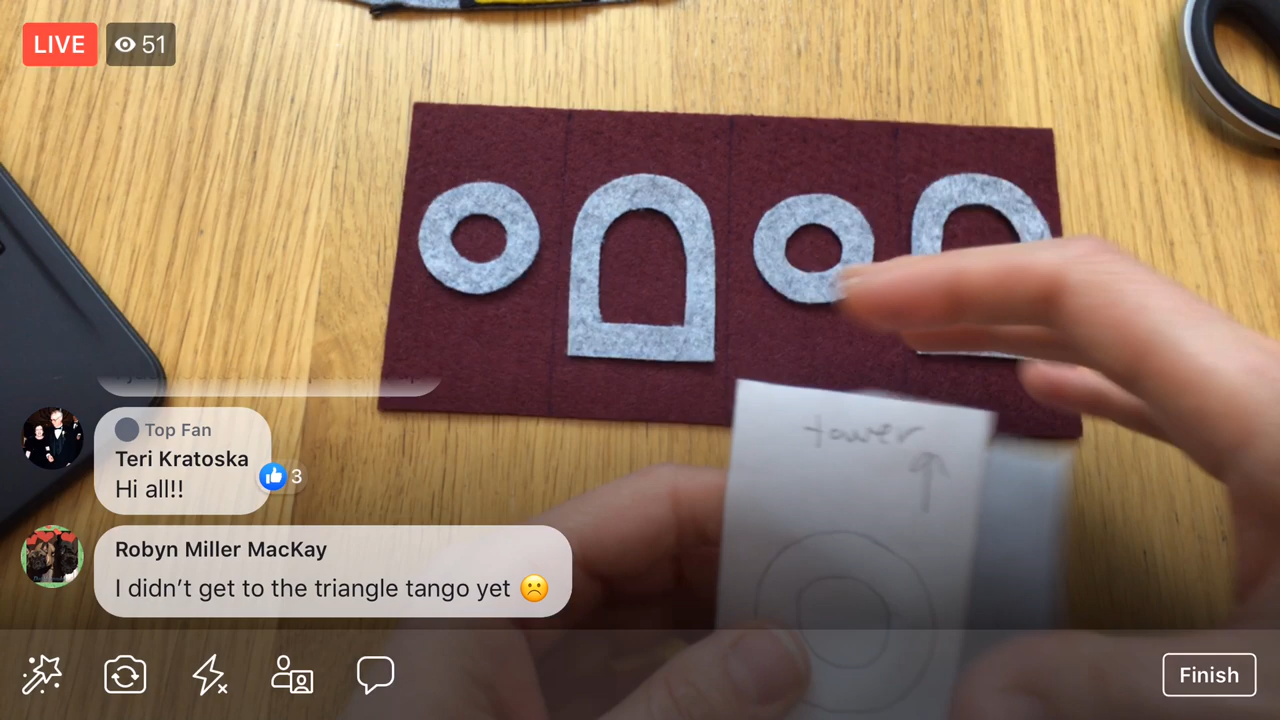 LIVE
51
tower
Top Fan
Teri Kratoska
Hi all!!
3
Robyn Miller MacKay
I didn’t get to the triangle tango yet ☹️
Finish